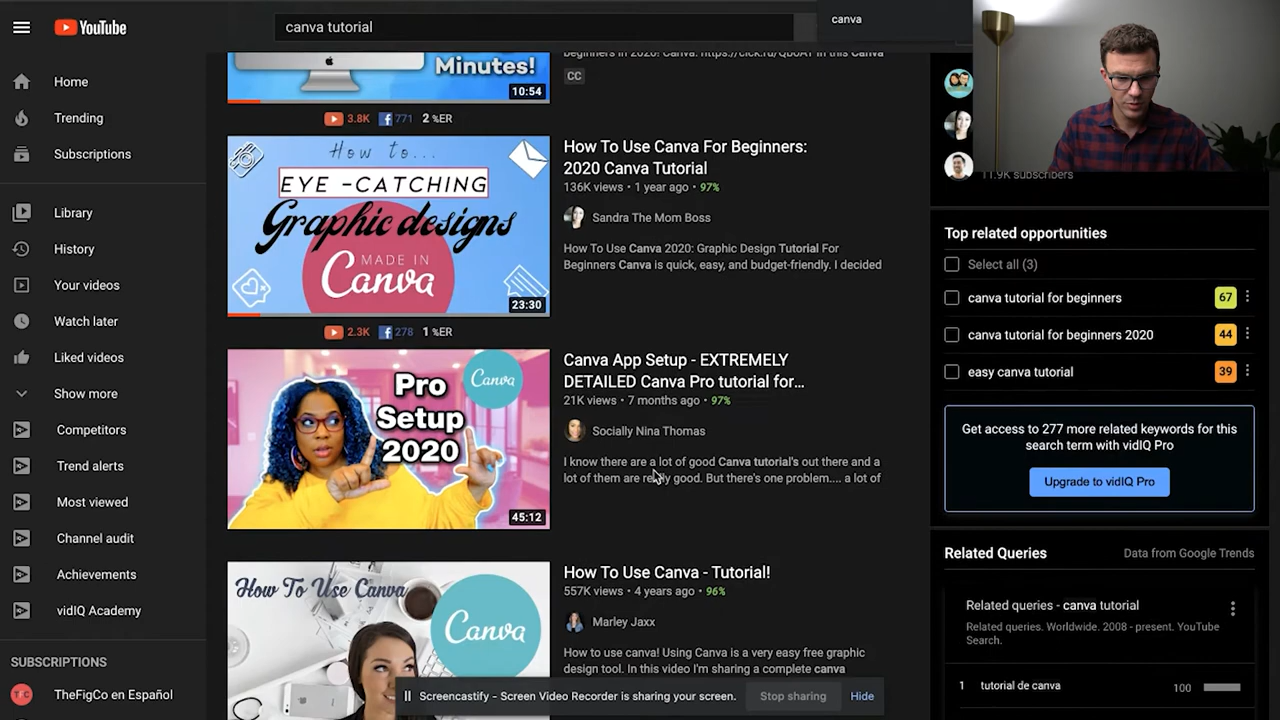 YouTube
canva tutorial
canva
Home
Trending
Subscriptions
Library
History
Your videos
Watch later
Liked videos
Show more
Competitors
Trend alerts
Most viewed
Channel audit
Achievements
vidIQ Academy
SUBSCRIPTIONS
TheFigCo en Español
Minutes!
10:54
CC
3.8K 771 2 %ER
How to...
EYE -CATCHING
Graphic designs
MADE IN
Canva
23:30
How To Use Canva For Beginners:
2020 Canva Tutorial
136K views • 1 year ago • 97%
Sandra The Mom Boss
How To Use Canva 2020: Graphic Design Tutorial For
Beginners Canva is quick, easy, and budget-friendly. I decided
2.3K 278 1 %ER
Canva
Pro
Setup
2020
45:12
Canva App Setup - EXTREMELY
DETAILED Canva Pro tutorial for...
21K views • 7 months ago • 97%
Socially Nina Thomas
I know there are a lot of good Canva tutorial's out there and a
lot of them are really good. But there's one problem.... a lot of
How To Use Canva
Canva
How To Use Canva - Tutorial!
557K views • 4 years ago • 96%
Marley Jaxx
How to use canva! Using Canva is a very easy free graphic
design tool. In this video I'm sharing a complete canva
Screencastify - Screen Video Recorder is sharing your screen.
Stop sharing
Hide
11.9K subscribers
Top related opportunities
Select all (3)
canva tutorial for beginners 67
canva tutorial for beginners 2020 44
easy canva tutorial 39
Get access to 277 more related keywords for this
search term with vidIQ Pro
Upgrade to vidIQ Pro
Related Queries Data from Google Trends
Related queries - canva tutorial
Related queries. Worldwide. 2008 - present. YouTube
Search.
1 tutorial de canva 100